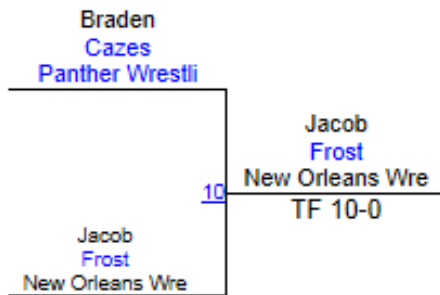 Braden
Cazes
Panther Wrestli
Jacob
Frost
New Orleans Wre
10
TF 10-0
Jacob
Frost
New Orleans Wre